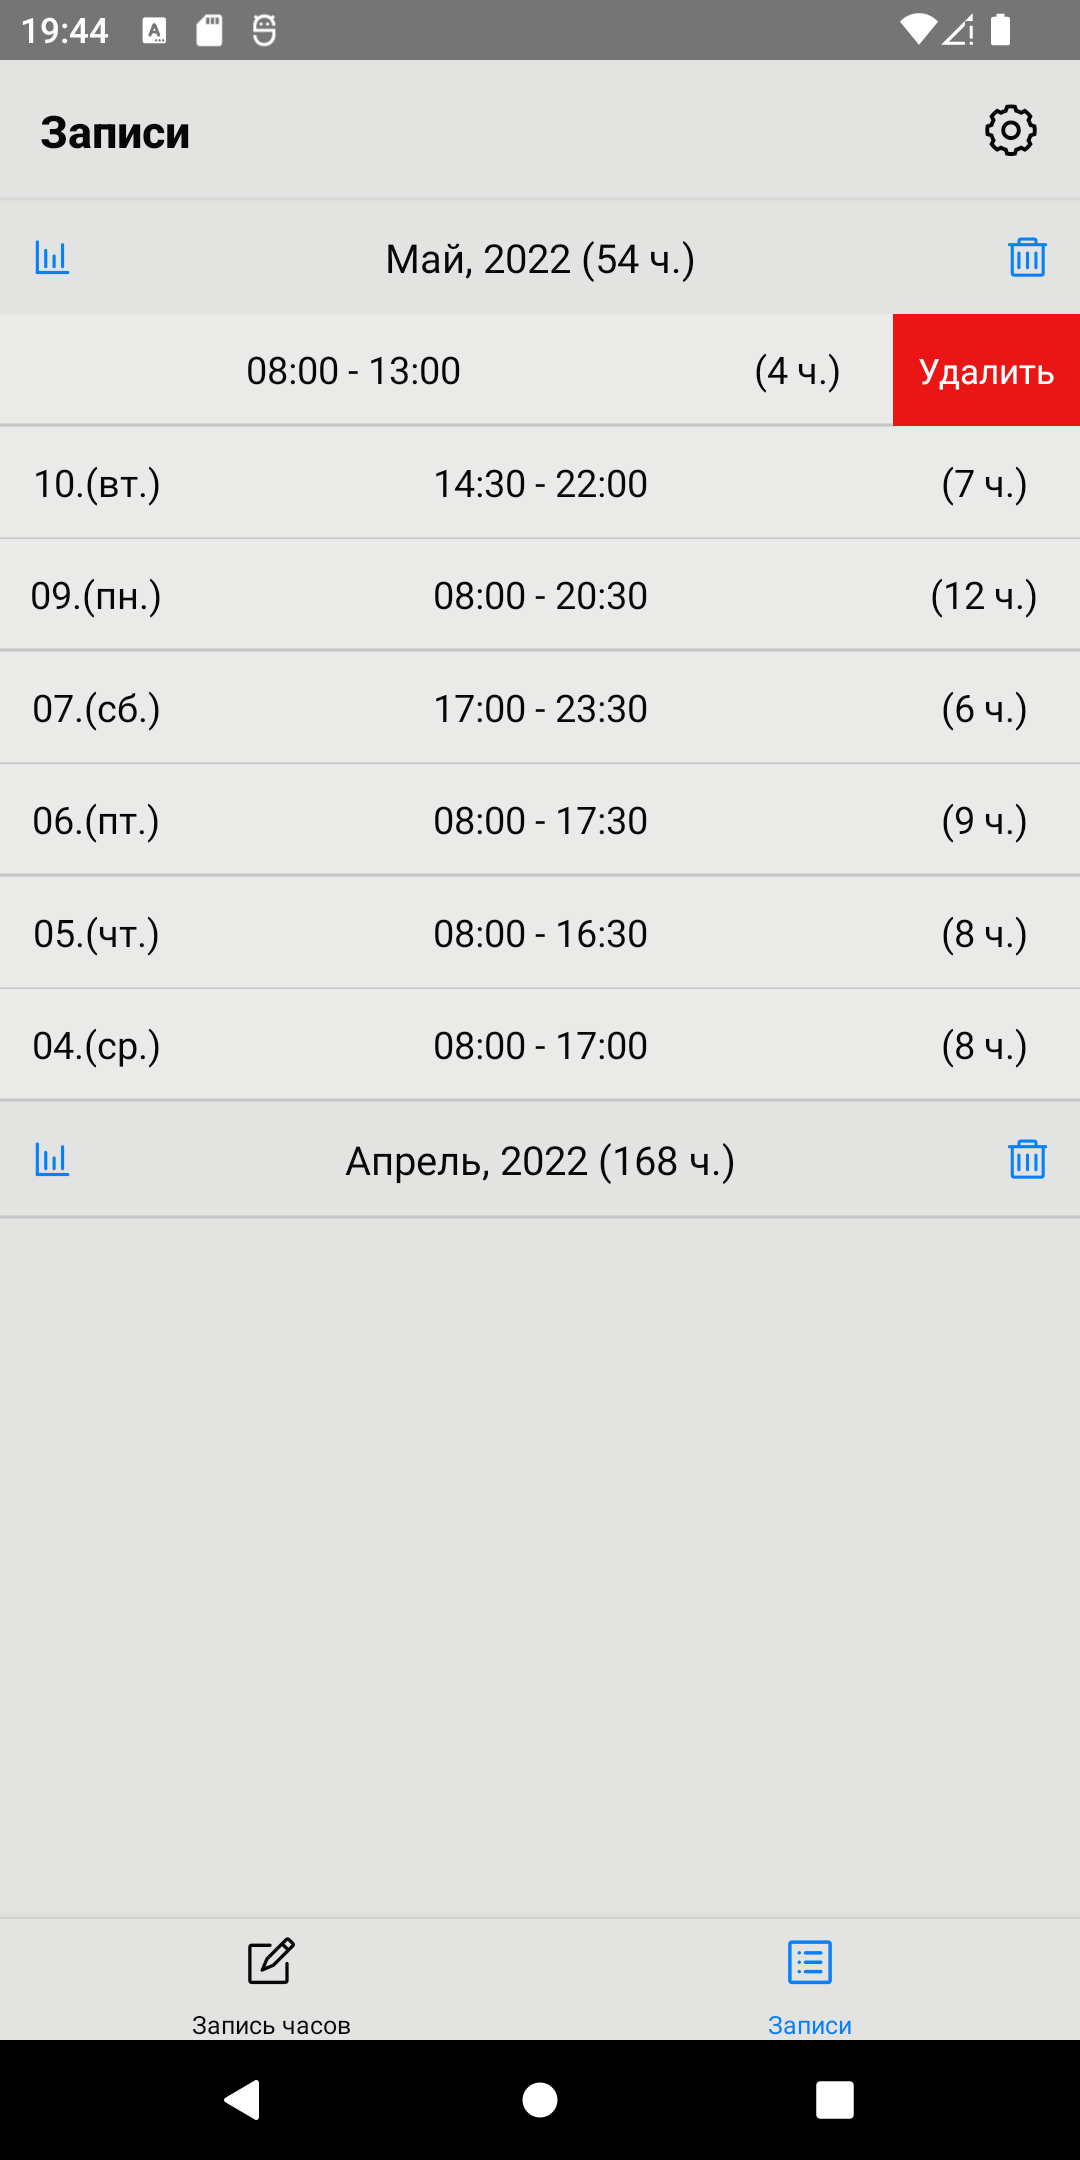 19:44
Записи
Май, 2022 (54 ч.)
08:00 - 13:00 (4 ч.) Удалить
10.(вт.) 14:30 - 22:00 (7 ч.)
09.(пн.) 08:00 - 20:30 (12 ч.)
07.(сб.) 17:00 - 23:30 (6 ч.)
06.(пт.) 08:00 - 17:30 (9 ч.)
05.(чт.) 08:00 - 16:30 (8 ч.)
04.(ср.) 08:00 - 17:00 (8 ч.)
Апрель, 2022 (168 ч.)
Запись часов Записи